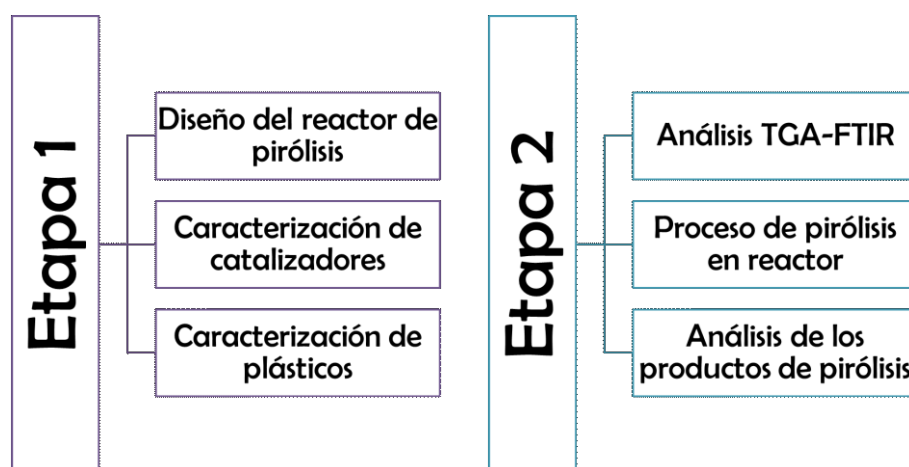 Etapa 1
Diseño del reactor de
pirólisis
Caracterización de
catalizadores
Caracterización de
plásticos
Etapa 2
Análisis TGA-FTIR
Proceso de pirólisis
en reactor
Análisis de los
productos de pirólisis